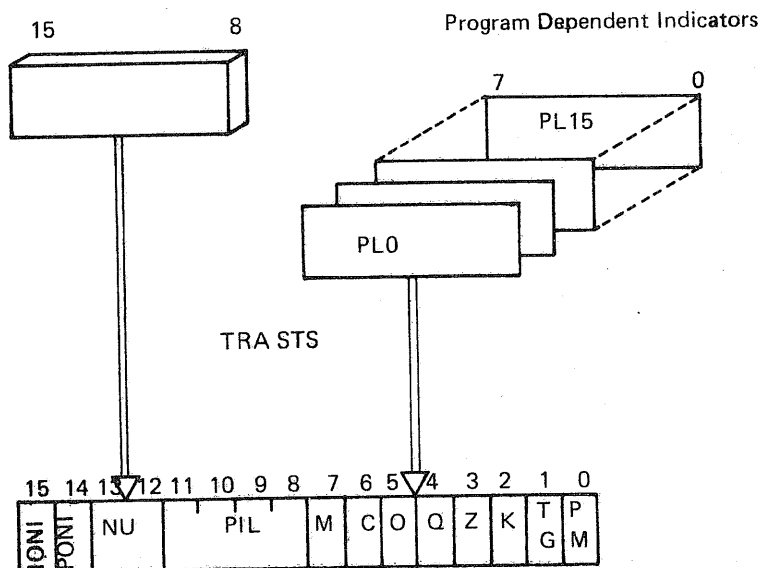 Program Dependent Indicators
15 8
7 0
PL15
PL0
TRA STS
15 14 13 12 11 10 9 8 7 6 5 4 3 2 1 0
IONI PONI NU PIL M C O Q Z K TG PM